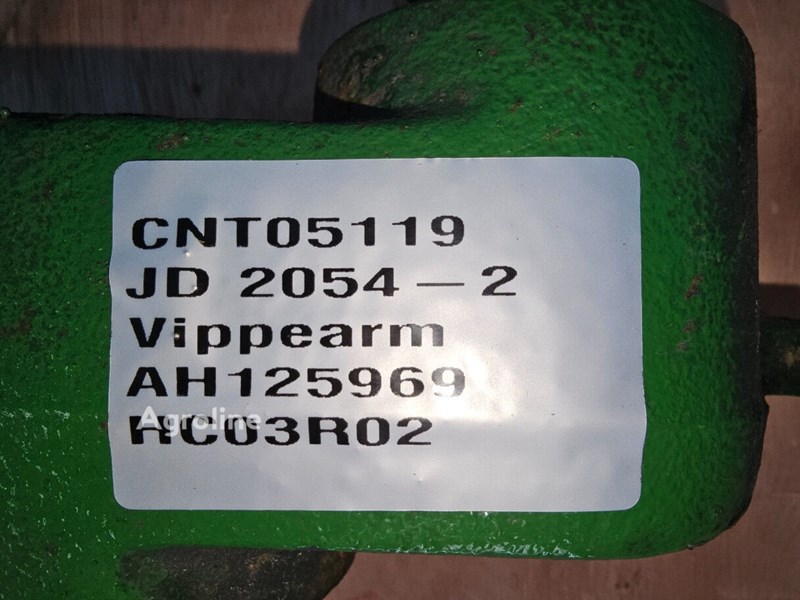 CNT05119
JD 2054 – 2
Vippearm
AH125969
Agroline
RC03R02